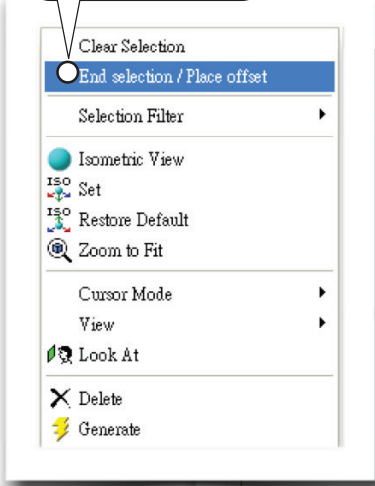 Clear Selection
End selection / Place offset
Selection Filter
Isometric View
ISO Set
ISO Restore Default
Zoom to Fit
Cursor Mode
View
Look At
Delete
Generate